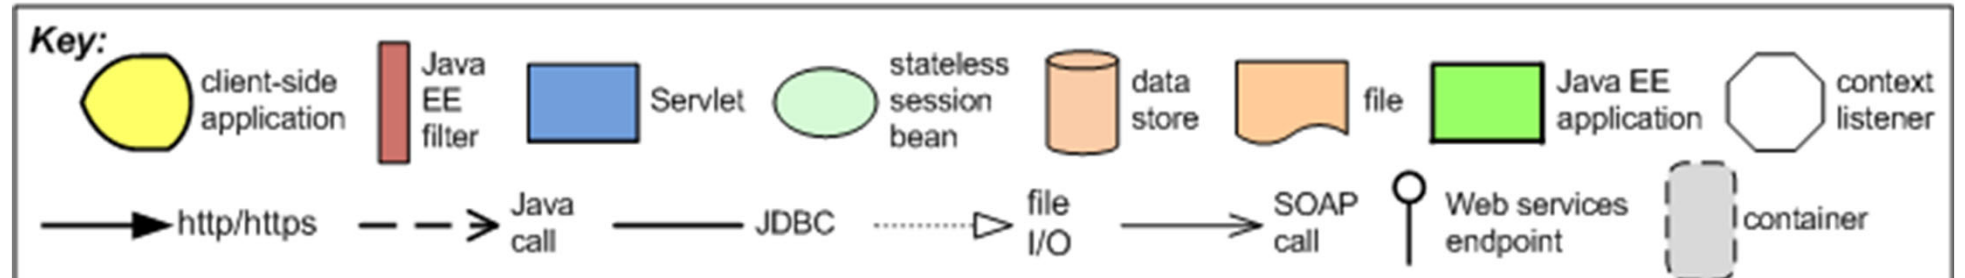 Key:
client-side
application
Java
EE
filter
Servlet
stateless
session
bean
data
store
file
Java EE
application
context
listener
http/https
Java
call
JDBC
file
I/O
SOAP
call
Web services
endpoint
container